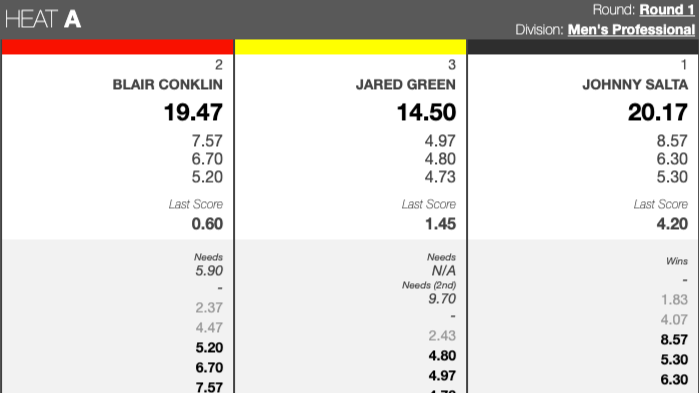 HEAT A
Round: Round 1
Division: Men's Professional
2
BLAIR CONKLIN
19.47
7.57
6.70
5.20
Last Score
0.60
Needs
5.90
-
2.37
4.47
5.20
6.70
7.57
3
JARED GREEN
14.50
4.97
4.80
4.73
Last Score
1.45
Needs
N/A
Needs (2nd)
9.70
-
2.43
4.80
4.97
1
JOHNNY SALTA
20.17
8.57
6.30
5.30
Last Score
4.20
Wins
-
1.83
4.07
8.57
5.30
6.30